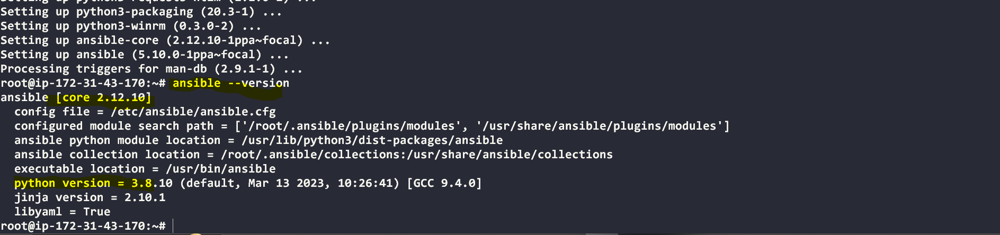 Setting up python3-packaging (20.3-1) ...
Setting up python3-winrm (0.3.0-2) ...
Setting up ansible-core (2.12.10-1ppa~focal) ...
Setting up ansible (5.10.0-1ppa~focal) ...
Processing triggers for man-db (2.9.1-1) ...
root@ip-172-31-43-170:~# ansible --version
ansible [core 2.12.10]
  config file = /etc/ansible/ansible.cfg
  configured module search path = ['/root/.ansible/plugins/modules', '/usr/share/ansible/plugins/modules']
  ansible python module location = /usr/lib/python3/dist-packages/ansible
  ansible collection location = /root/.ansible/collections:/usr/share/ansible/collections
  executable location = /usr/bin/ansible
  python version = 3.8.10 (default, Mar 13 2023, 10:26:41) [GCC 9.4.0]
  jinja version = 2.10.1
  libyaml = True
root@ip-172-31-43-170:~#